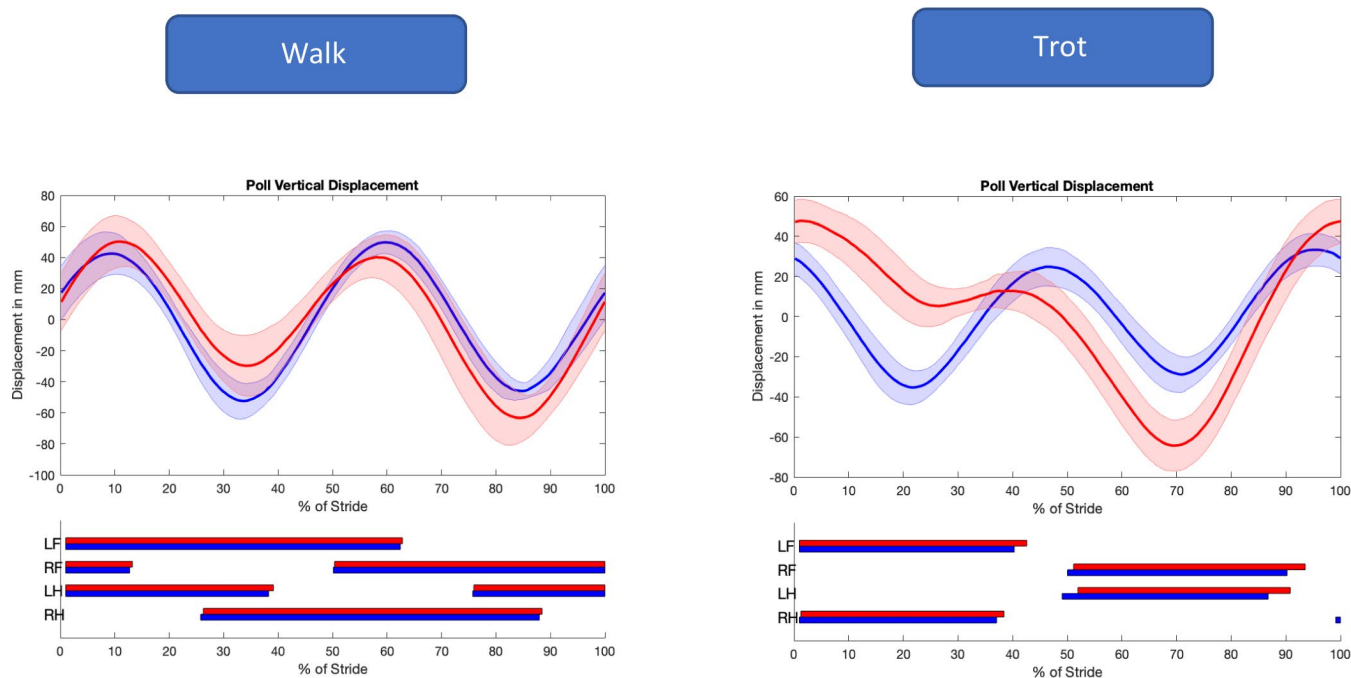 Walk
Trot
Poll Vertical Displacement
80
60
40
20
0
-20
-40
-60
-80
-100
Displacement in mm
0 10 20 30 40 50 60 70 80 90 100
% of Stride
LF
RF
LH
RH
0 10 20 30 40 50 60 70 80 90 100
% of Stride
Poll Vertical Displacement
60
40
20
0
-20
-40
-60
-80
Displacement in mm
0 10 20 30 40 50 60 70 80 90 100
% of Stride
LF
RF
LH
RH
0 10 20 30 40 50 60 70 80 90 100
% of Stride